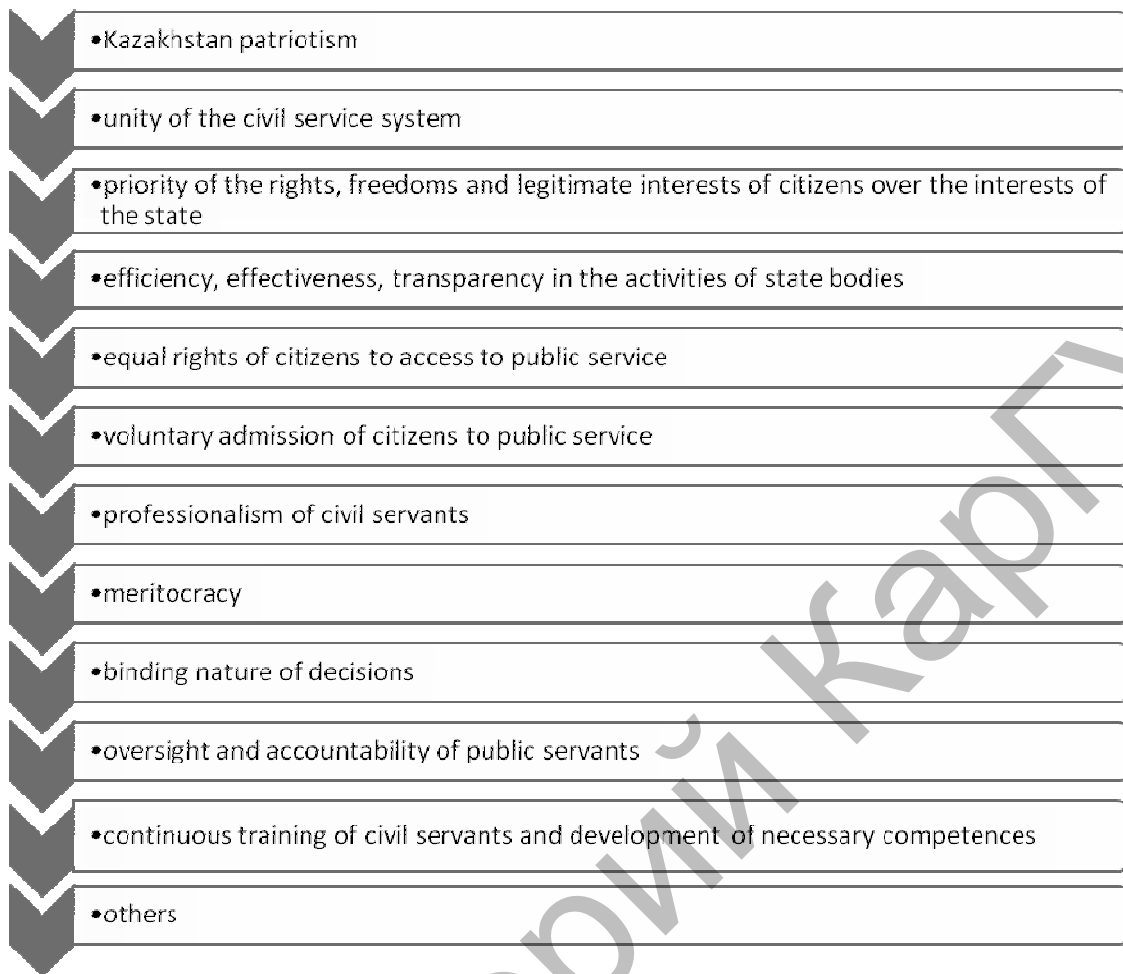 •Kazakhstan patriotism
•unity of the civil service system
•priority of the rights, freedoms and legitimate interests of citizens over the interests of
the state
•efficiency, effectiveness, transparency in the activities of state bodies
•equal rights of citizens to access to public service
•voluntary admission of citizens to public service
•professionalism of civil servants
•meritocracy
•binding nature of decisions
•oversight and accountability of public servants
•continuous training of civil servants and development of necessary competences
•others